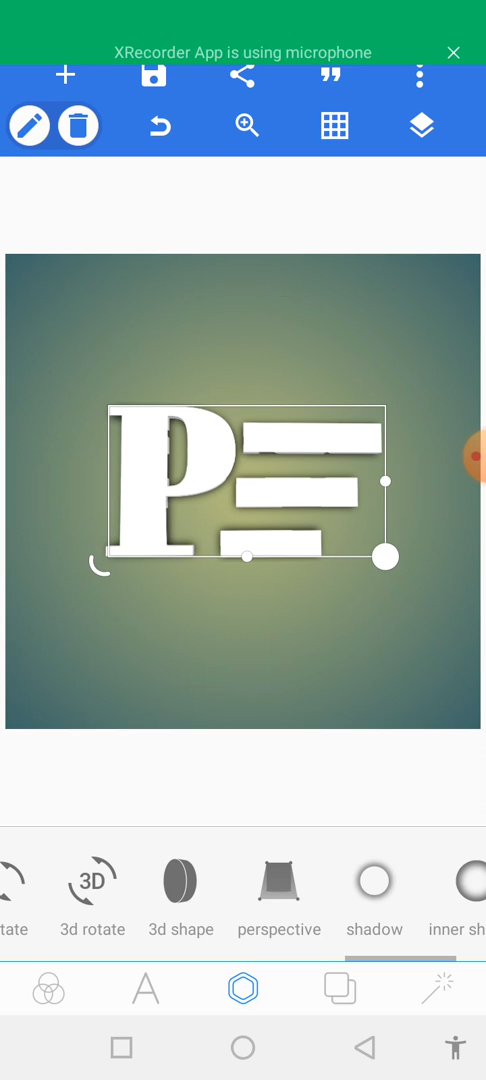 XRecorder App is using microphone
P
3D
tate
3d rotate
3d shape
perspective
shadow
inner sh
A